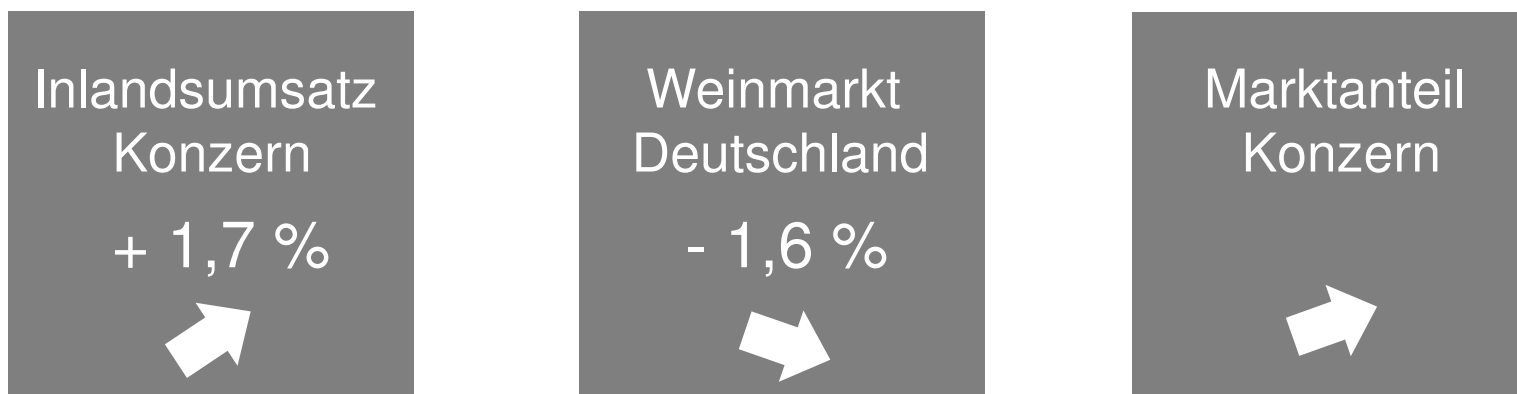 Inlandsumsatz
Konzern
+ 1,7 %
Weinmarkt
Deutschland
- 1,6 %
Marktanteil
Konzern